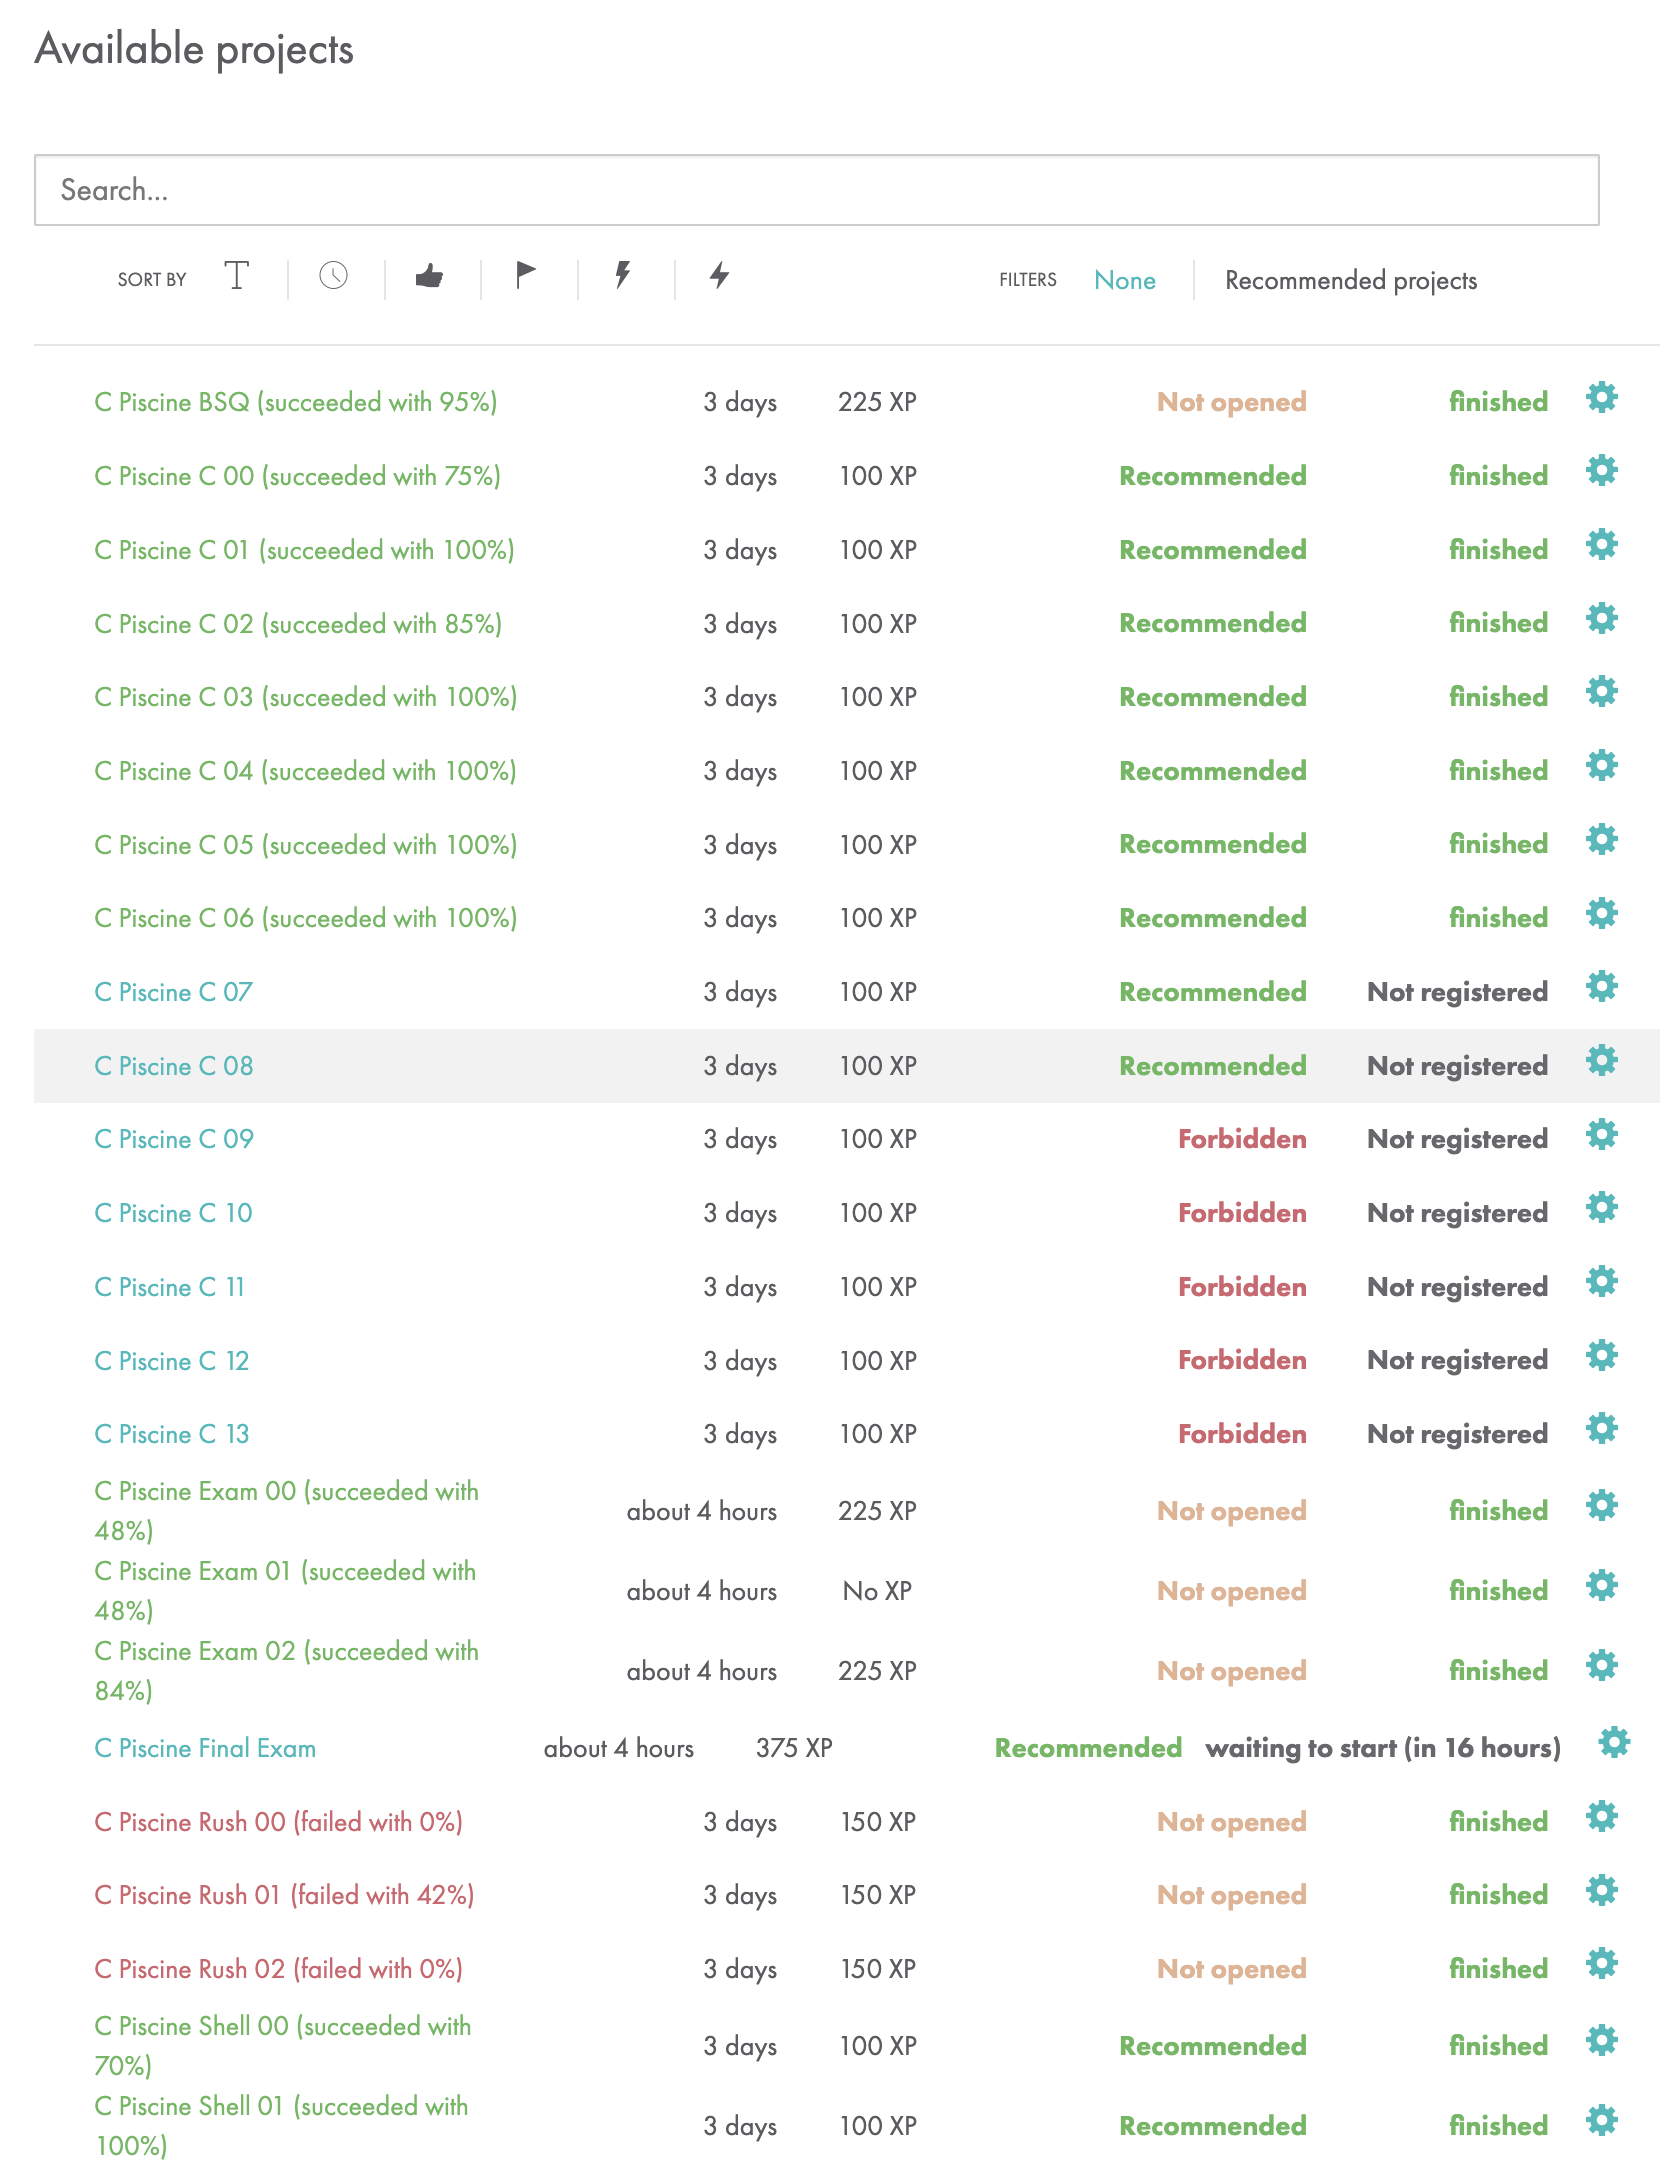 Available projects
Search...
SORT BY FILTERS None Recommended projects
C Piscine BSQ (succeeded with 95%) 3 days 225 XP Not opened finished
C Piscine C 00 (succeeded with 75%) 3 days 100 XP Recommended finished
C Piscine C 01 (succeeded with 100%) 3 days 100 XP Recommended finished
C Piscine C 02 (succeeded with 85%) 3 days 100 XP Recommended finished
C Piscine C 03 (succeeded with 100%) 3 days 100 XP Recommended finished
C Piscine C 04 (succeeded with 100%) 3 days 100 XP Recommended finished
C Piscine C 05 (succeeded with 100%) 3 days 100 XP Recommended finished
C Piscine C 06 (succeeded with 100%) 3 days 100 XP Recommended finished
C Piscine C 07 3 days 100 XP Recommended Not registered
C Piscine C 08 3 days 100 XP Recommended Not registered
C Piscine C 09 3 days 100 XP Forbidden Not registered
C Piscine C 10 3 days 100 XP Forbidden Not registered
C Piscine C 11 3 days 100 XP Forbidden Not registered
C Piscine C 12 3 days 100 XP Forbidden Not registered
C Piscine C 13 3 days 100 XP Forbidden Not registered
C Piscine Exam 00 (succeeded with
48%) about 4 hours 225 XP Not opened finished
C Piscine Exam 01 (succeeded with
48%) about 4 hours No XP Not opened finished
C Piscine Exam 02 (succeeded with
84%) about 4 hours 225 XP Not opened finished
C Piscine Final Exam about 4 hours 375 XP Recommended waiting to start (in 16 hours)
C Piscine Rush 00 (failed with 0%) 3 days 150 XP Not opened finished
C Piscine Rush 01 (failed with 42%) 3 days 150 XP Not opened finished
C Piscine Rush 02 (failed with 0%) 3 days 150 XP Not opened finished
C Piscine Shell 00 (succeeded with
70%) 3 days 100 XP Recommended finished
C Piscine Shell 01 (succeeded with
100%) 3 days 100 XP Recommended finished